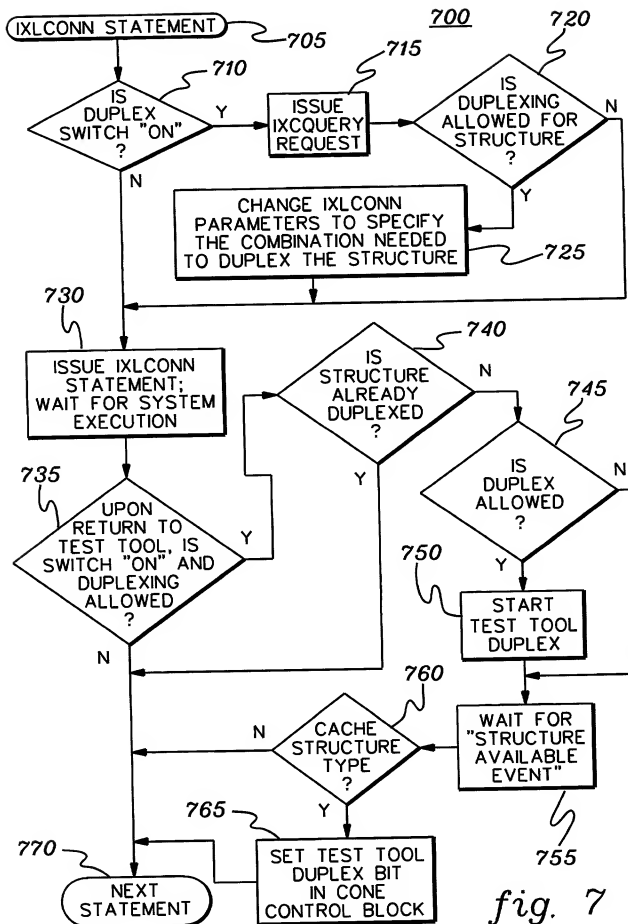 IXLCONN STATEMENT
705
700
710
IS
DUPLEX
SWITCH "ON"
?
Y
N
715
ISSUE
IXCQUERY
REQUEST
720
IS
DUPLEXING
ALLOWED FOR
STRUCTURE
?
N
Y
CHANGE IXLCONN
PARAMETERS TO SPECIFY
THE COMBINATION NEEDED
TO DUPLEX THE STRUCTURE
725
730
ISSUE IXLCONN
STATEMENT;
WAIT FOR SYSTEM
EXECUTION
735
UPON
RETURN TO
TEST TOOL, IS
SWITCH "ON" AND
DUPLEXING
ALLOWED
?
Y
N
740
IS
STRUCTURE
ALREADY
DUPLEXED
?
N
Y
745
IS
DUPLEX
ALLOWED
?
N
Y
750
START
TEST TOOL
DUPLEX
WAIT FOR
"STRUCTURE
AVAILABLE
EVENT"
755
760
CACHE
STRUCTURE
TYPE
?
N
Y
765
SET TEST TOOL
DUPLEX BIT
IN CONE
CONTROL BLOCK
770
NEXT
STATEMENT
fig. 7